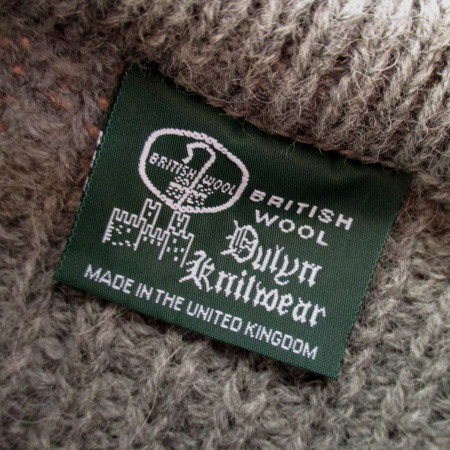 BRITISH WOOL
BRITISH
WOOL
Dulyn
Knitwear
MADE IN THE UNITED KINGDOM